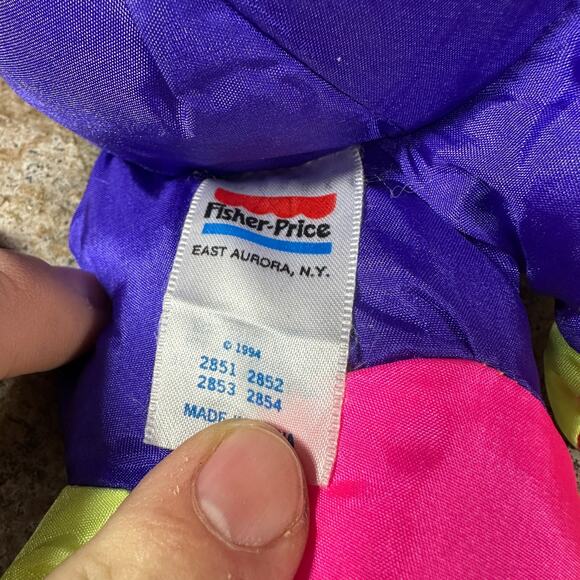 Fisher-Price
EAST AURORA, N.Y.
© 1994
2851 2852
2853 2854
MADE